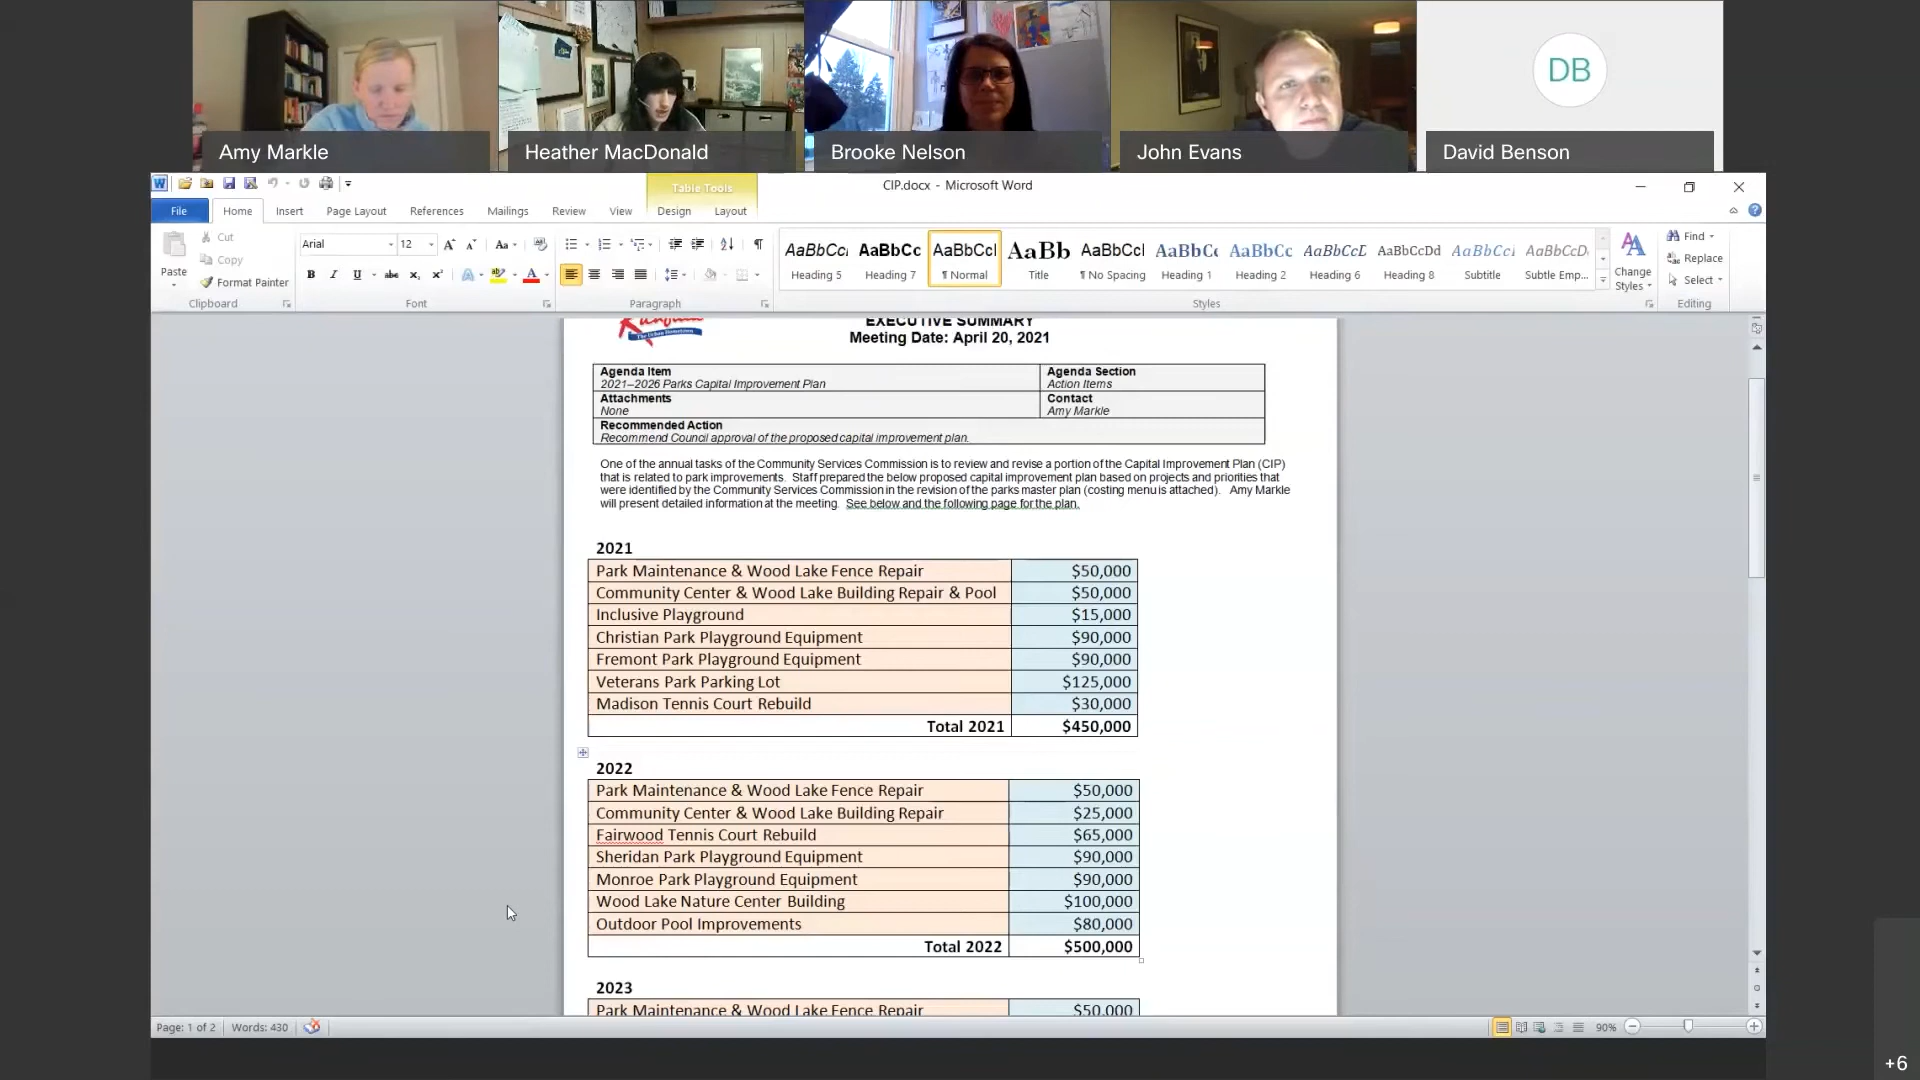 DB
Amy Markle
Heather MacDonald
Brooke Nelson
John Evans
David Benson
CIP.docx - Microsoft Word
Table Tools
File Home Insert Page Layout References Mailings Review View Design Layout
Paste
Cut
Copy
Format Painter
Clipboard
Arial 12
Font
Paragraph
AaBbCcI AaBbCc AaBbCcI AaBb AaBbCcI AaBbCc AaBbCc AaBbCcD AaBbCcDd AaBbCcI AaBbCcD
Heading 5 Heading 7 ¶ Normal Title ¶ No Spacing Heading 1 Heading 2 Heading 6 Heading 8 Subtitle Subtle Emp...
Styles
Change Styles
Find
Replace
Select
Editing
EXECUTIVE SUMMARY
Meeting Date: April 20, 2021
The Urban Hometown
Agenda Item
2021–2026 Parks Capital Improvement Plan
Agenda Section
Action Items
Attachments
None
Contact
Amy Markle
Recommended Action
Recommend Council approval of the proposed capital improvement plan.
One of the annual tasks of the Community Services Commission is to review and revise a portion of the Capital Improvement Plan (CIP)
that is related to park improvements. Staff prepared the below proposed capital improvement plan based on projects and priorities that
were identified by the Community Services Commission in the revision of the parks master plan (costing menu is attached). Amy Markle
will present detailed information at the meeting. See below and the following page for the plan.
2021
Park Maintenance & Wood Lake Fence Repair $50,000
Community Center & Wood Lake Building Repair & Pool $50,000
Inclusive Playground $15,000
Christian Park Playground Equipment $90,000
Fremont Park Playground Equipment $90,000
Veterans Park Parking Lot $125,000
Madison Tennis Court Rebuild $30,000
Total 2021 $450,000
2022
Park Maintenance & Wood Lake Fence Repair $50,000
Community Center & Wood Lake Building Repair $25,000
Fairwood Tennis Court Rebuild $65,000
Sheridan Park Playground Equipment $90,000
Monroe Park Playground Equipment $90,000
Wood Lake Nature Center Building $100,000
Outdoor Pool Improvements $80,000
Total 2022 $500,000
2023
Park Maintenance & Wood Lake Fence Repair $50,000
Page: 1 of 2 Words: 430 90%
+6